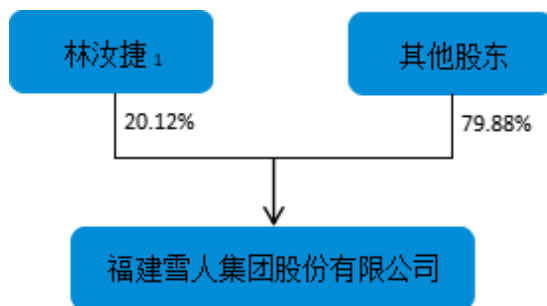 林汝捷 1
其他股东
20.12%
79.88%
福建雪人集团股份有限公司